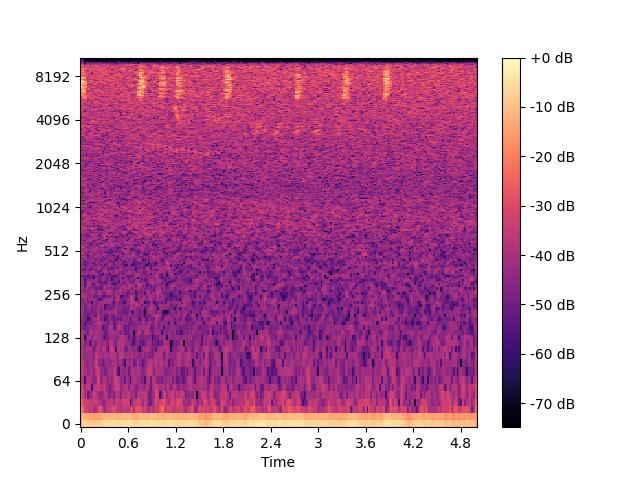 8192
4096
2048
1024
512
256
128
64
0
Hz
0 0.6 1.2 1.8 2.4 3 3.6 4.2 4.8
Time
+0 dB
-10 dB
-20 dB
-30 dB
-40 dB
-50 dB
-60 dB
-70 dB